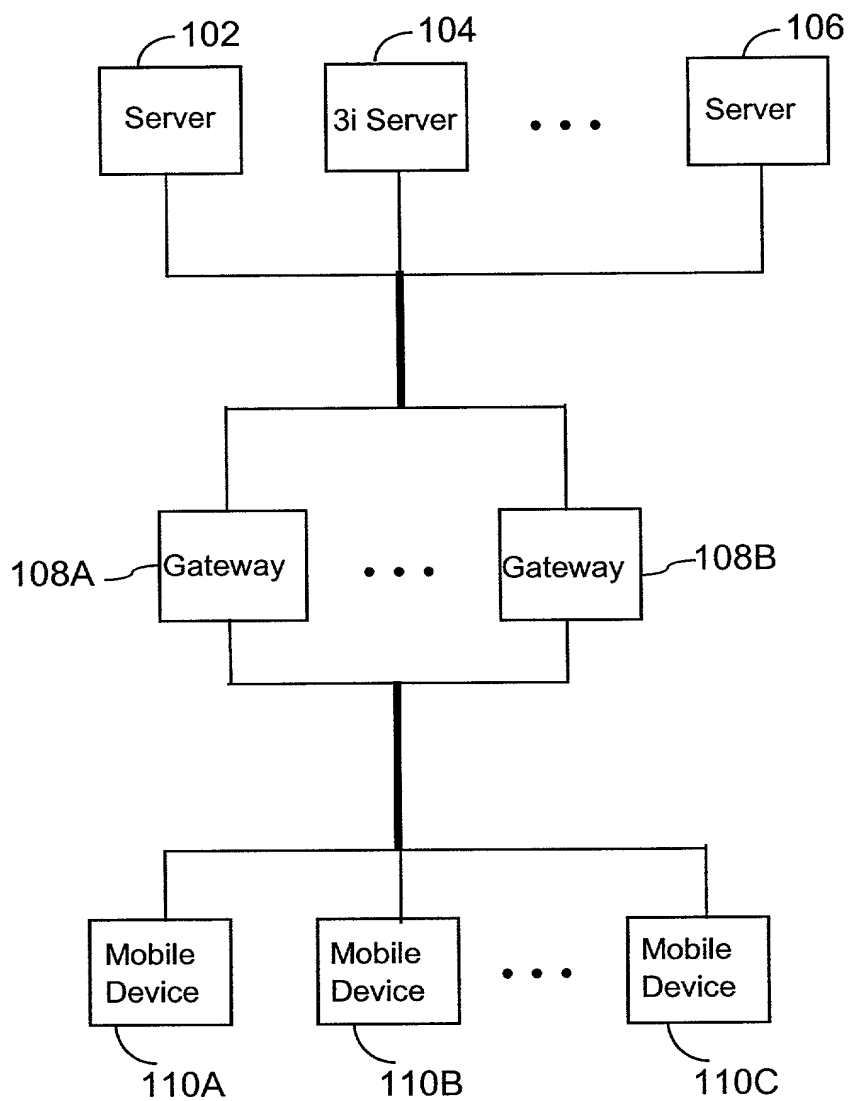 102
104
106
Server
3i Server
Server
108A
Gateway
Gateway
108B
Mobile
Device
Mobile
Device
Mobile
Device
110A
110B
110C